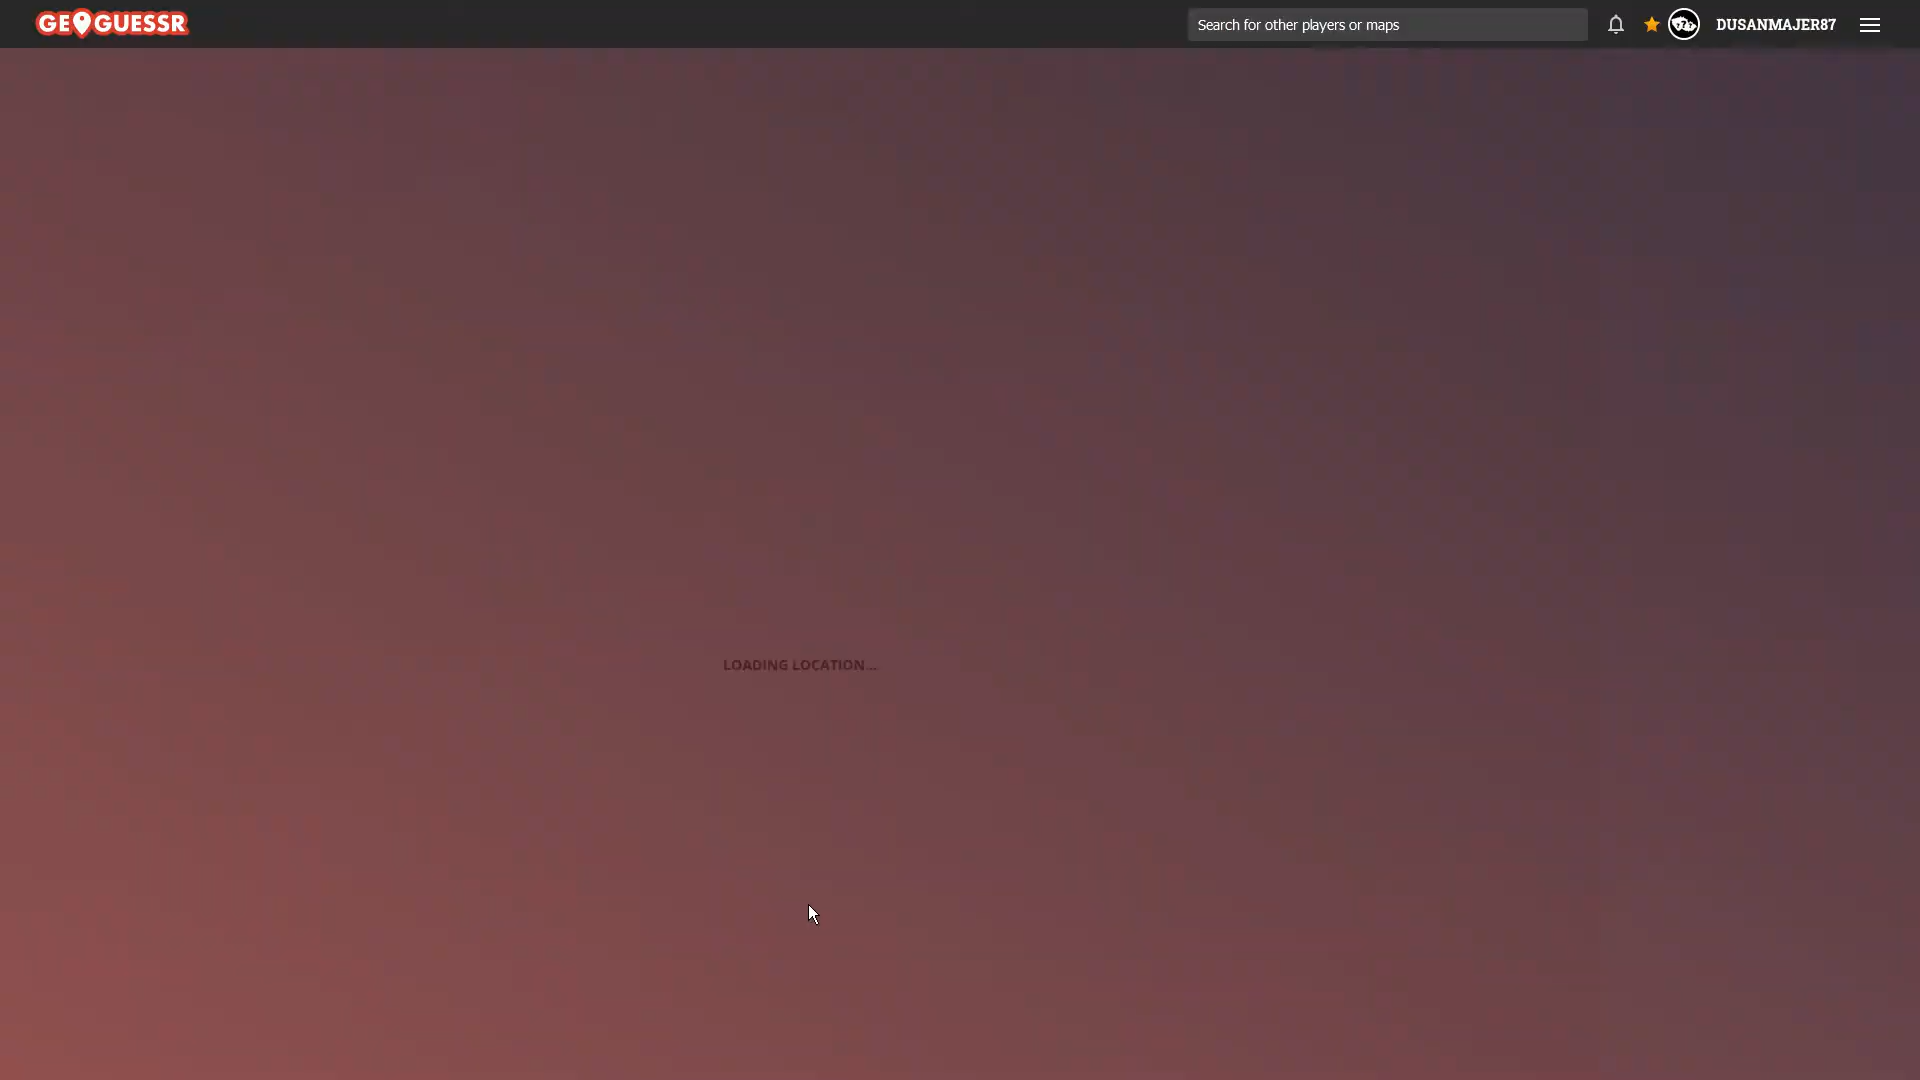 GEOGUESSR
Search for other players or maps
DUSANMAJER87
LOADING LOCATION...